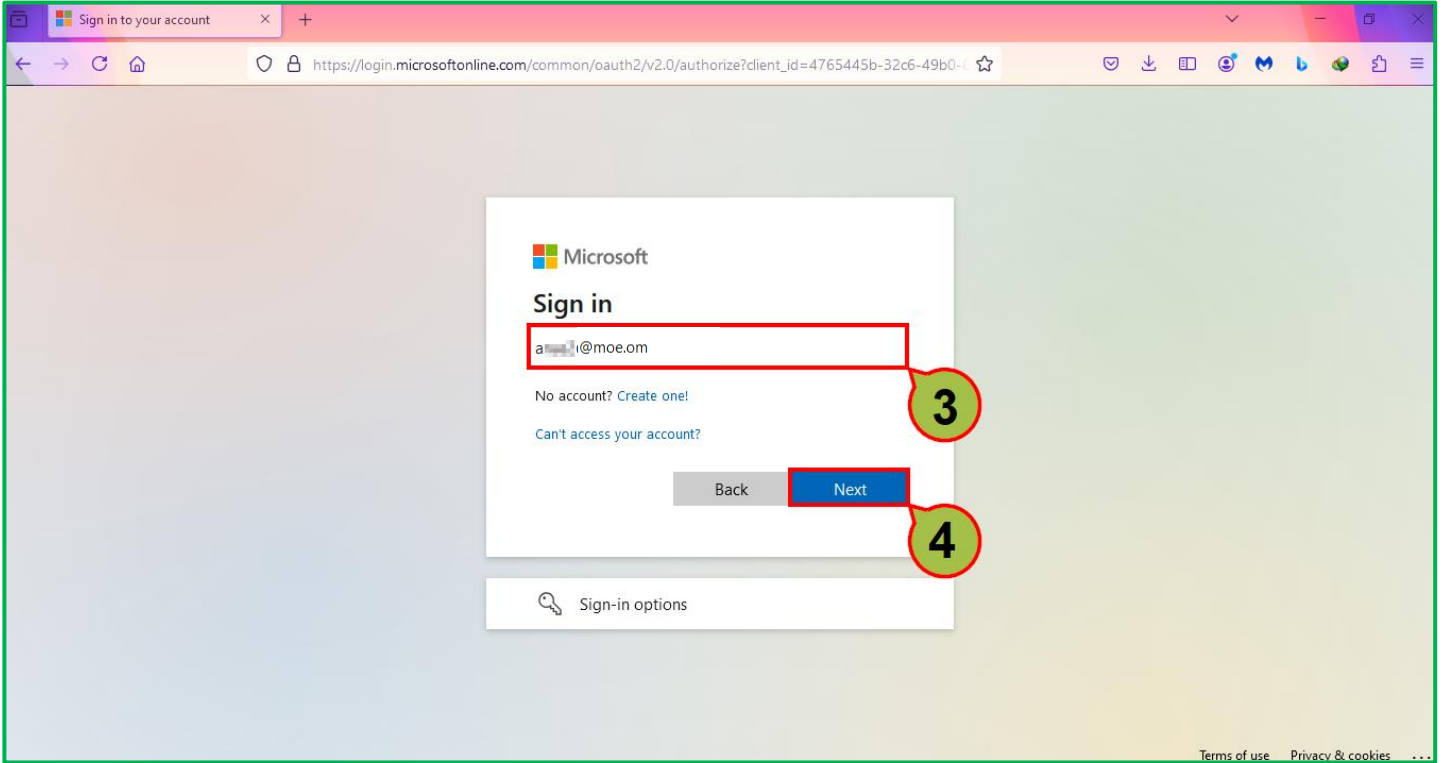 Sign in to your account
https://login.microsoftonline.com/common/oauth2/v2.0/authorize?client_id=4765445b-32c6-49b0-
Microsoft
Sign in
@moe.om
3
No account? Create one!
Can't access your account?
Back Next
4
Sign-in options
Terms of use Privacy & cookies ...